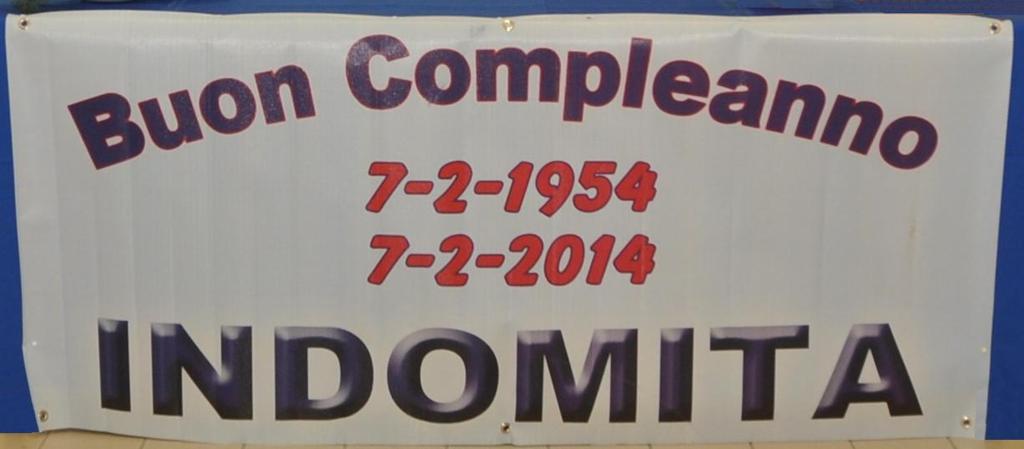 Buon Compleanno
7-2-1954
7-2-2014
INDOMITA